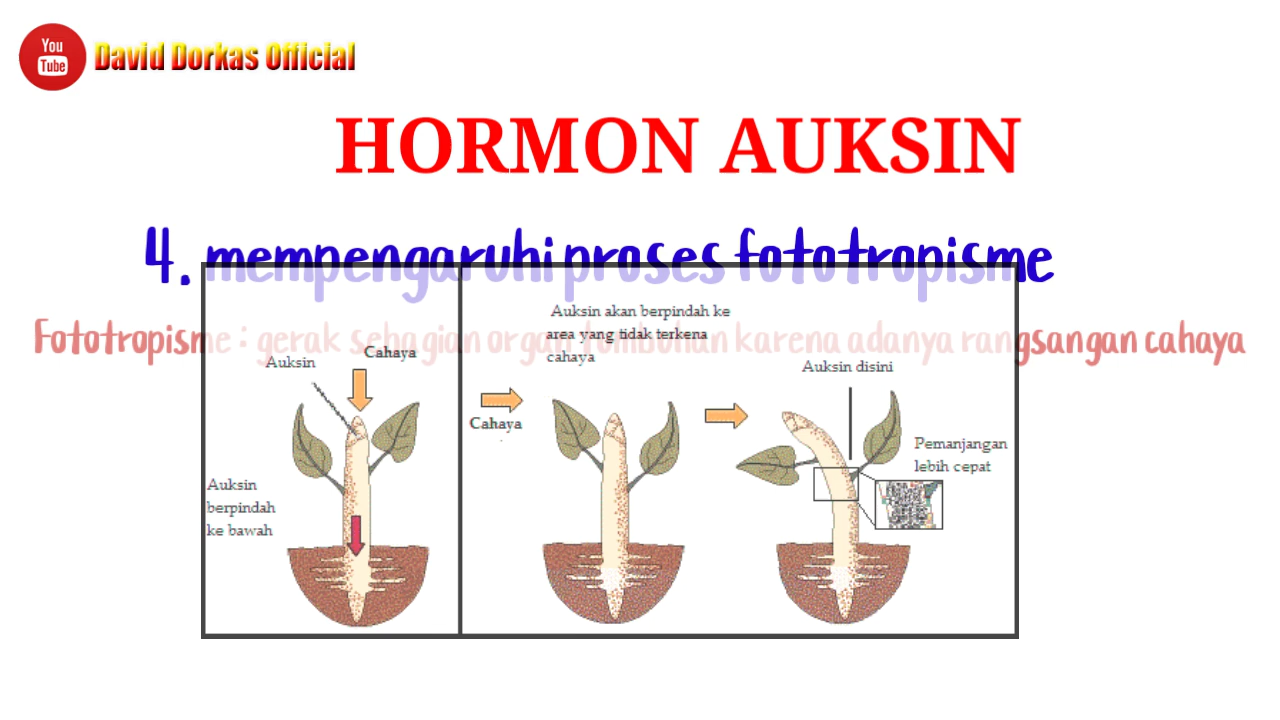 You
Tube
David Dorkas Official
HORMON AUKSIN
4. mempengaruhi proses fototropisme
Fototropisme : gerak sebagian organ tumbuhan karena adanya rangsangan cahaya
Auksin
Cahaya
Auksin
berpindah
ke bawah
Auksin akan berpindah ke
area yang tidak terkena
cahaya
Cahaya
Auksin disini
Pemanjangan
lebih cepat